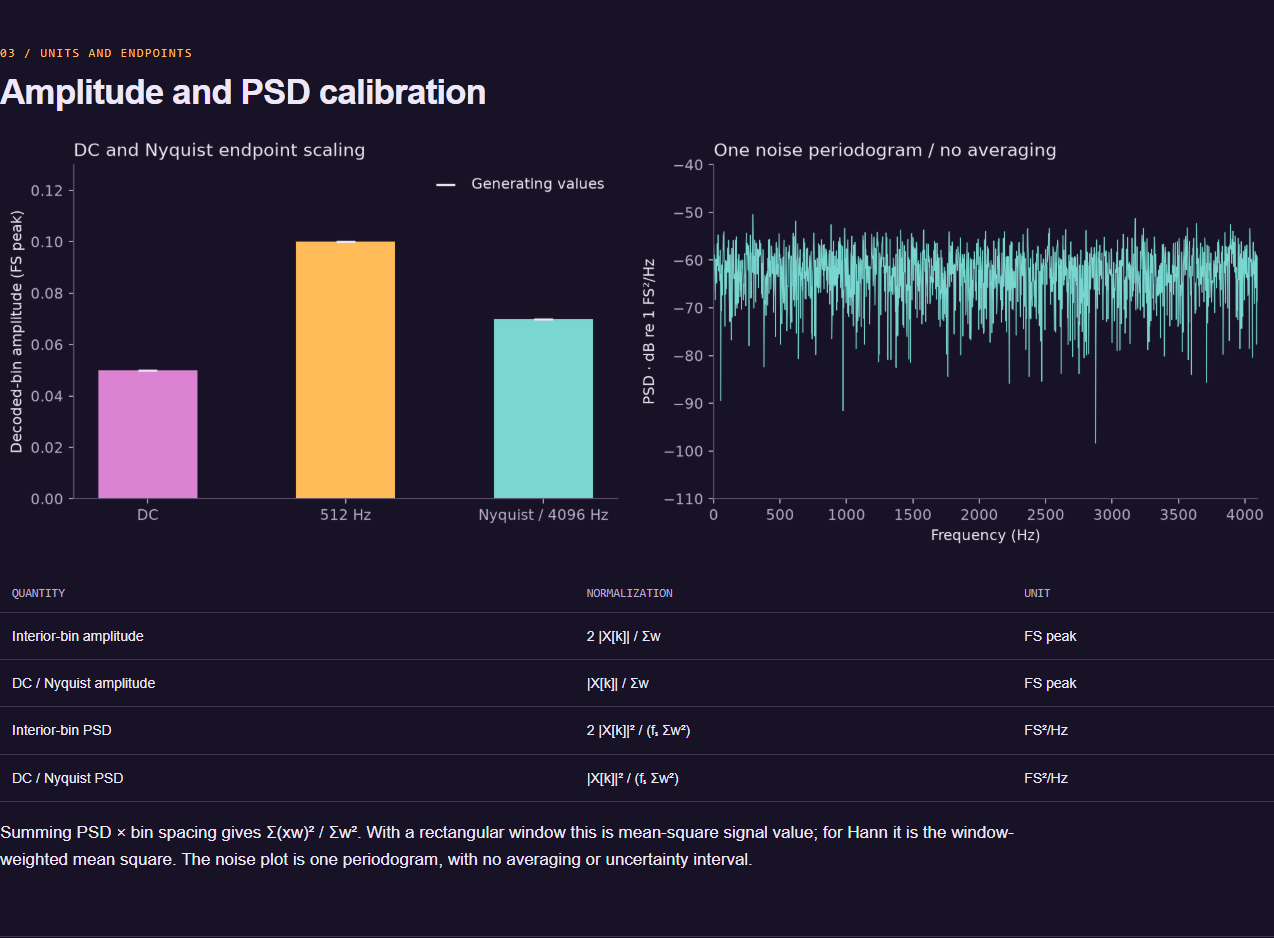 03 / UNITS AND ENDPOINTS
Amplitude and PSD calibration
DC and Nyquist endpoint scaling
Generating values
Decoded-bin amplitude (FS peak)
0.12
0.10
0.08
0.06
0.04
0.02
0.00
DC
512 Hz
Nyquist / 4096 Hz
One noise periodogram / no averaging
PSD · dB re 1 FS²/Hz
−40
−50
−60
−70
−80
−90
−100
−110
0 500 1000 1500 2000 2500 3000 3500 4000
Frequency (Hz)
QUANTITY NORMALIZATION UNIT
Interior-bin amplitude 2 |X[k]| / Σw FS peak
DC / Nyquist amplitude |X[k]| / Σw FS peak
Interior-bin PSD 2 |X[k]|² / (fₛ Σw²) FS²/Hz
DC / Nyquist PSD |X[k]|² / (fₛ Σw²) FS²/Hz
Summing PSD × bin spacing gives Σ(xw)² / Σw². With a rectangular window this is mean-square signal value; for Hann it is the window-
weighted mean square. The noise plot is one periodogram, with no averaging or uncertainty interval.